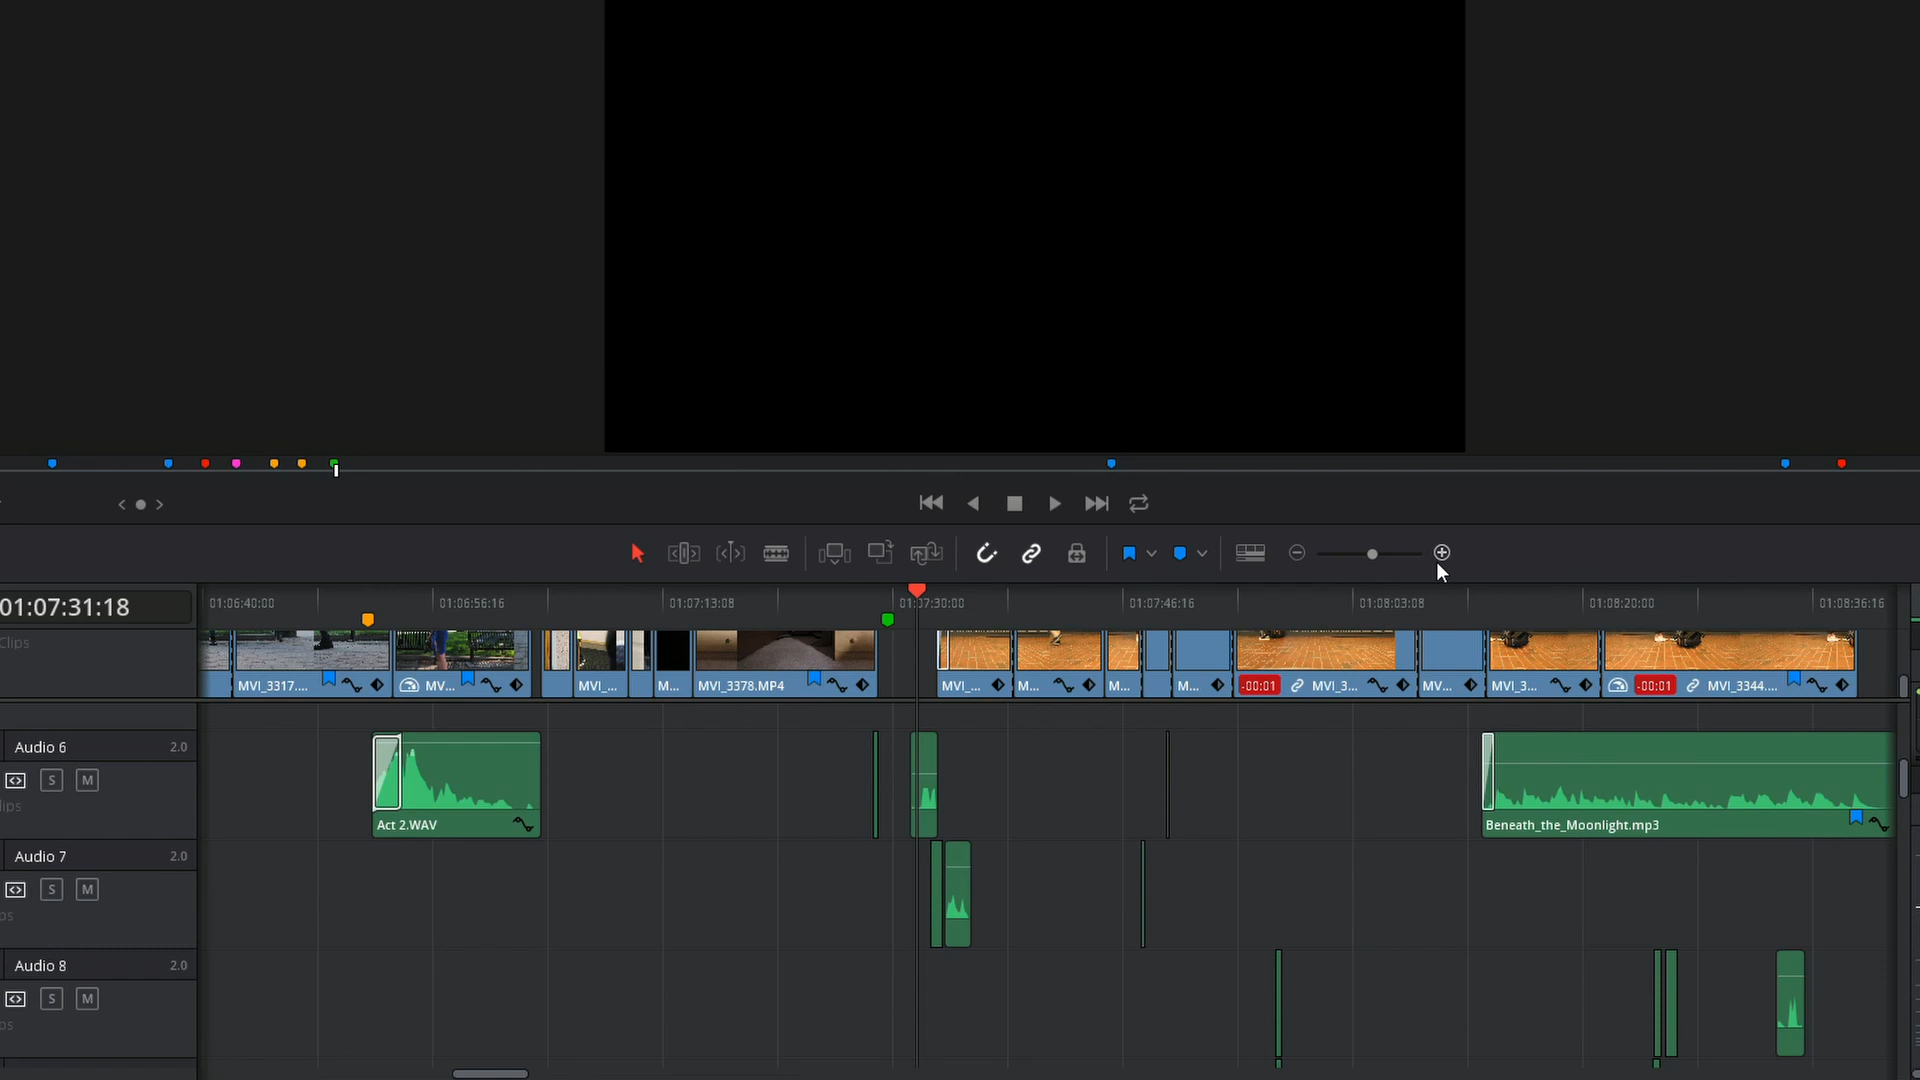 01:07:31:18
01:06:40:00 01:06:56:16 01:07:13:08 01:07:30:00 01:07:46:16 01:08:03:08 01:08:20:00 01:08:36:16
Clips
MVI_3317.... MV... MVI_... M... MVI_3378.MP4 MVI_... M... M... M... -00:01 MVI_3... MV... MVI_3... -00:01 MVI_3344....
Audio 6 2.0
S M
lips
Act 2.WAV Beneath_the_Moonlight.mp3
Audio 7 2.0
S M
ps
Audio 8 2.0
S M
ps